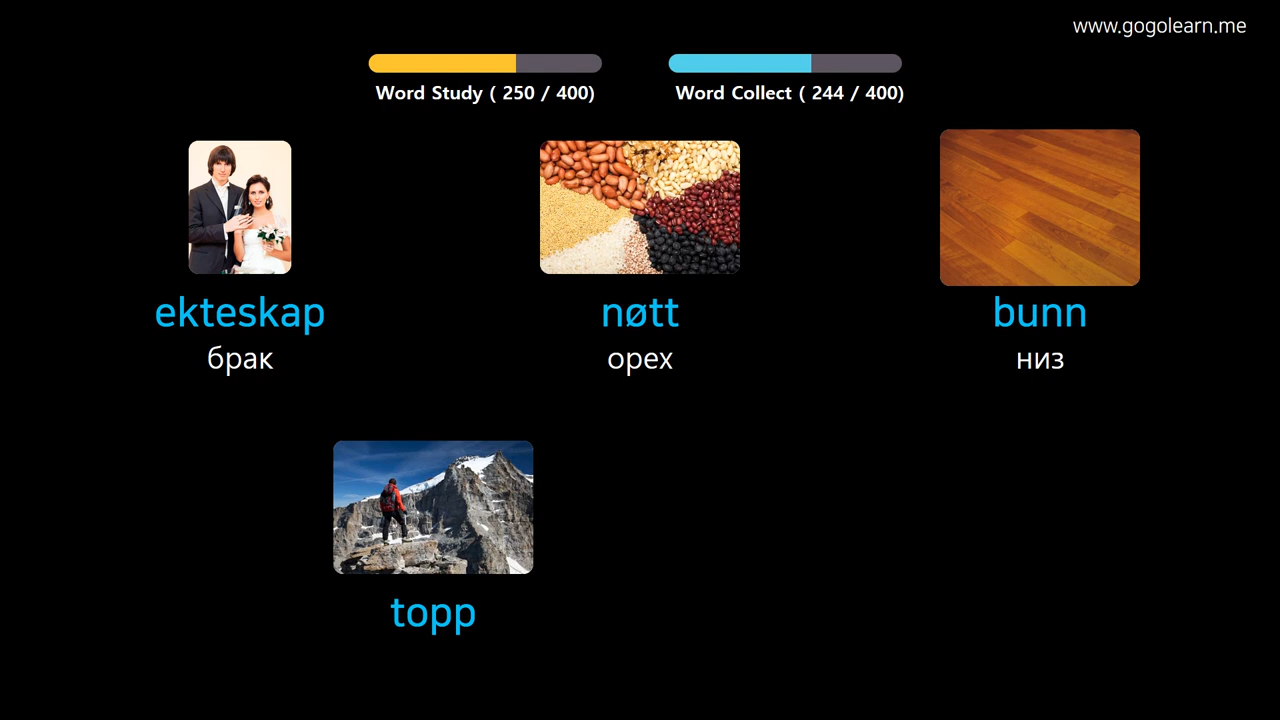 www.gogolearn.me
Word Study ( 250 / 400)
Word Collect ( 244 / 400)
ekteskap
nøtt
bunn
брак
орех
низ
topp